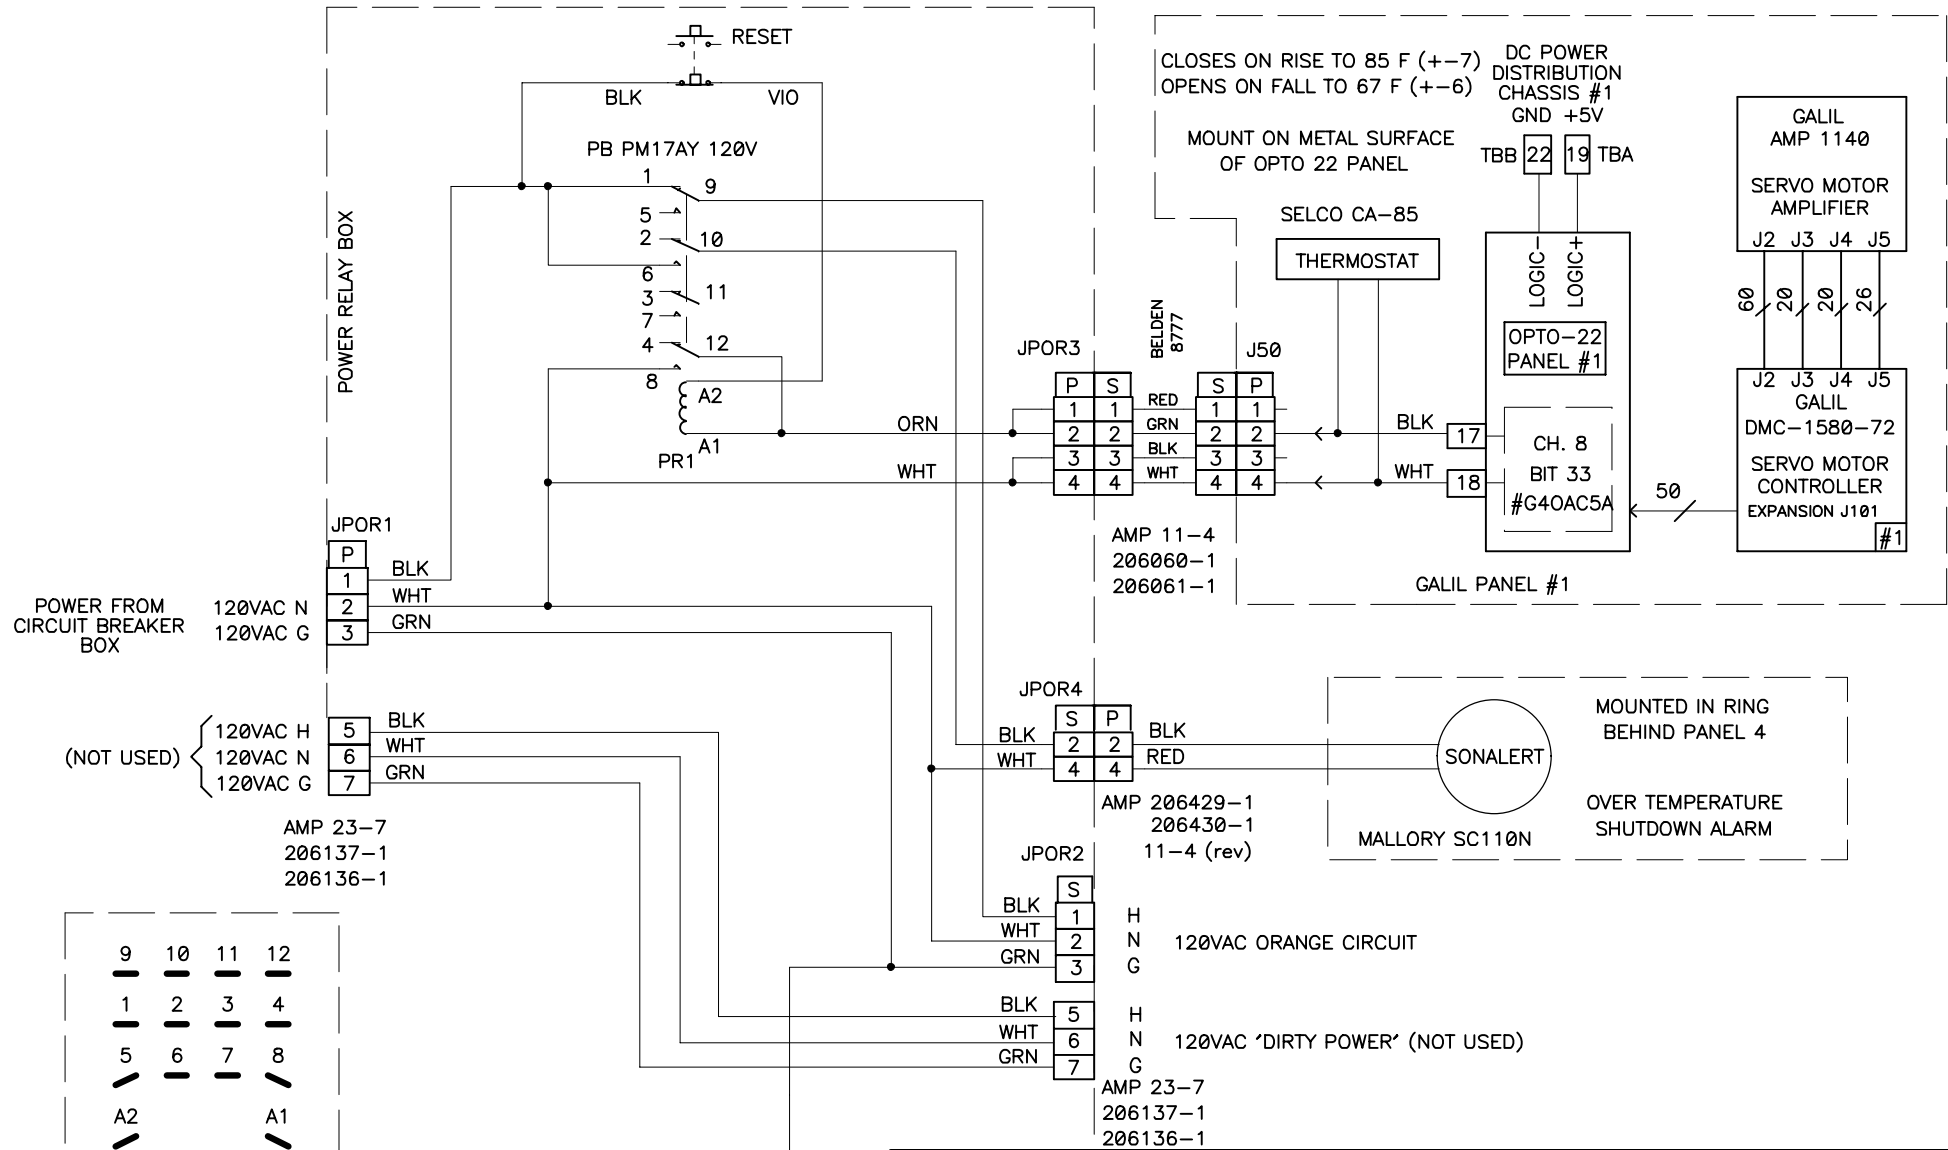 RESET
BLK
VIO
PB PM17AY 120V
1
9
5
2
10
6
3
11
7
4
12
8
A2
A1
PR1
POWER RELAY BOX
ORN
WHT
CLOSES ON RISE TO 85 F (+-7)
OPENS ON FALL TO 67 F (+-6)
MOUNT ON METAL SURFACE
OF OPTO 22 PANEL
SELCO CA-85
THERMOSTAT
DC POWER
DISTRIBUTION
CHASSIS #1
GND +5V
TBB 22 19 TBA
LOGIC-
LOGIC+
OPTO-22
PANEL #1
BLK 17
WHT 18
CH. 8
BIT 33
#G4OAC5A
GALIL
AMP 1140
SERVO MOTOR
AMPLIFIER
J2 J3 J4 J5
60 20 20 26
J2 J3 J4 J5
GALIL
DMC-1580-72
SERVO MOTOR
CONTROLLER
EXPANSION J101
#1
50
GALIL PANEL #1
BELDEN
8777
JPOR3
J50
P S
S P
1 1 RED 1 1
2 2 GRN 2 2
3 3 BLK 3 3
4 4 WHT 4 4
AMP 11-4
206060-1
206061-1
JPOR1
P
1 BLK
POWER FROM
CIRCUIT BREAKER
BOX
120VAC N 2 WHT
120VAC G 3 GRN
(NOT USED)
120VAC H 5 BLK
120VAC N 6 WHT
120VAC G 7 GRN
AMP 23-7
206137-1
206136-1
JPOR4
S P
BLK 2 2 BLK
WHT 4 4 RED
AMP 206429-1
206430-1
11-4 (rev)
SONALERT
MOUNTED IN RING
BEHIND PANEL 4
OVER TEMPERATURE
SHUTDOWN ALARM
MALLORY SC110N
JPOR2
S
BLK 1 H
WHT 2 N 120VAC ORANGE CIRCUIT
GRN 3 G
BLK 5 H
WHT 6 N 120VAC 'DIRTY POWER' (NOT USED)
GRN 7 G
AMP 23-7
206137-1
206136-1
9 10 11 12
1 2 3 4
5 6 7 8
A2 A1